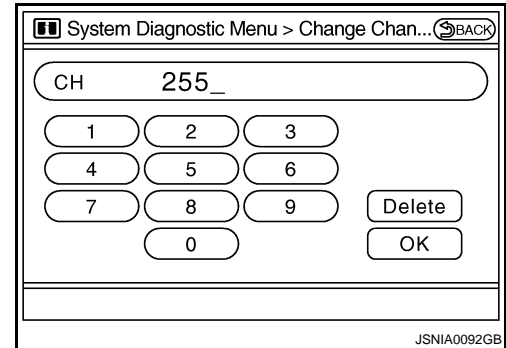 System Diagnostic Menu > Change Chan... BACK
CH 255_
1 2 3
4 5 6
7 8 9 Delete
0 OK
JSNIA0092GB